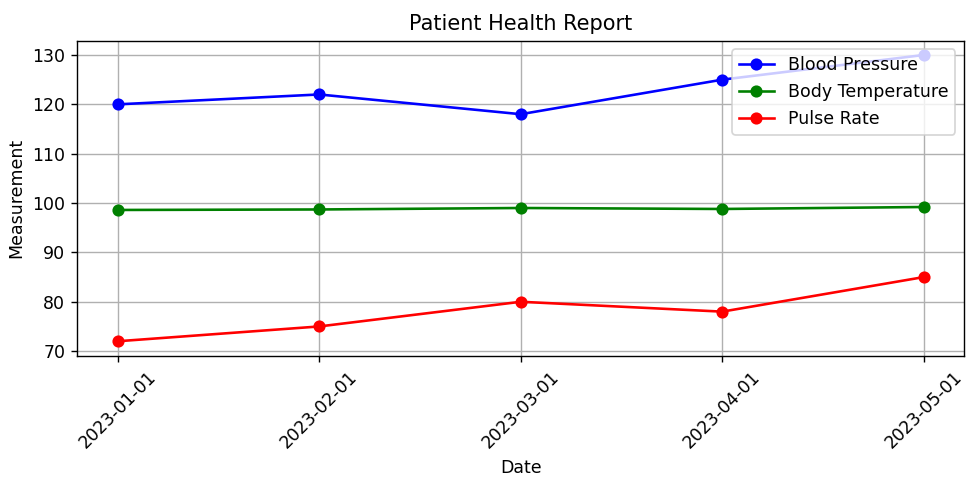 Patient Health Report
130
120
110
100
90
80
70
Measurement
Blood Pressure
Body Temperature
Pulse Rate
2023-01-01
2023-02-01
2023-03-01
2023-04-01
2023-05-01
Date